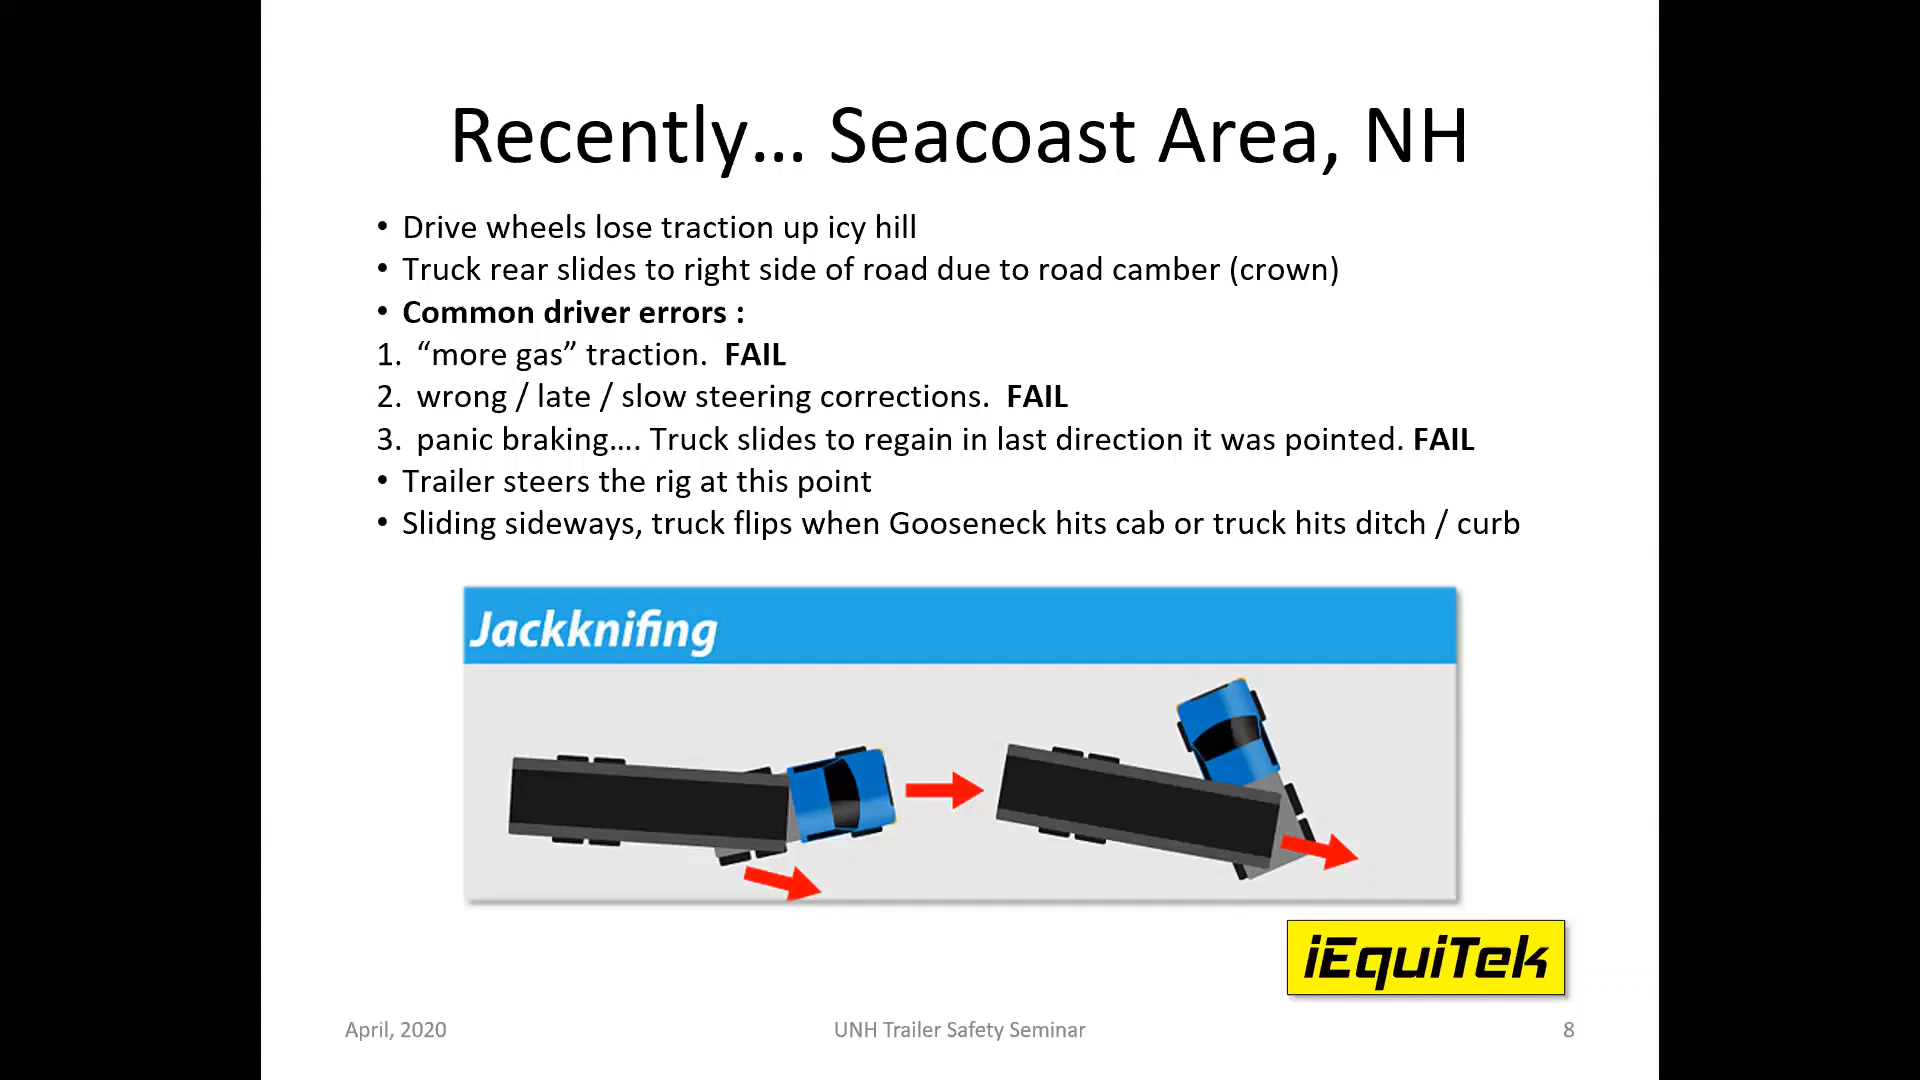 Recently… Seacoast Area, NH
• Drive wheels lose traction up icy hill
• Truck rear slides to right side of road due to road camber (crown)
• Common driver errors :
1. “more gas” traction. FAIL
2. wrong / late / slow steering corrections. FAIL
3. panic braking…. Truck slides to regain in last direction it was pointed. FAIL
• Trailer steers the rig at this point
• Sliding sideways, truck flips when Gooseneck hits cab or truck hits ditch / curb
Jackknifing
iEquiTek
April, 2020
UNH Trailer Safety Seminar
8